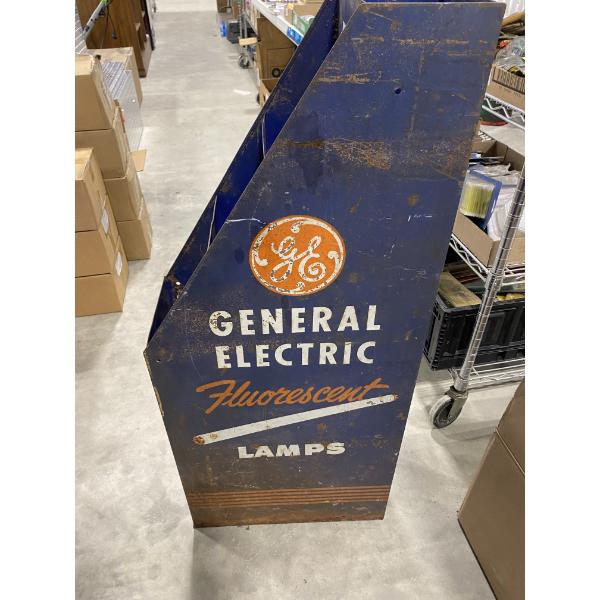 GE
GENERAL
ELECTRIC
Fluorescent
LAMPS